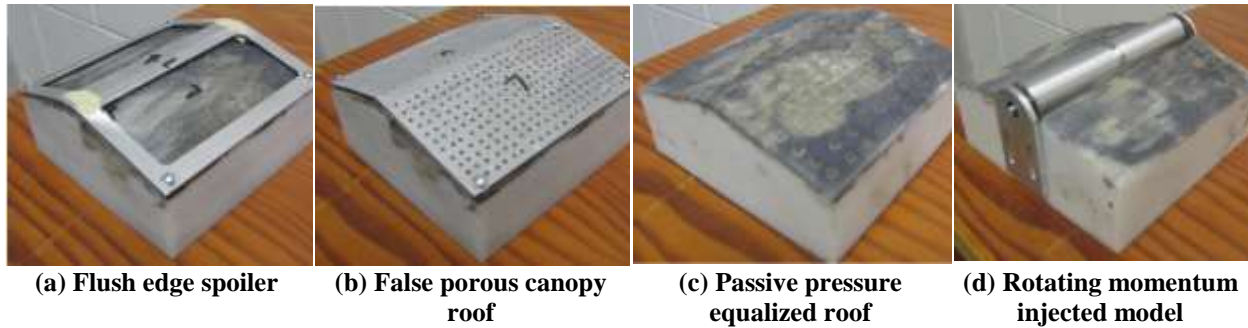 (a) Flush edge spoiler
(b) False porous canopy
roof
(c) Passive pressure
equalized roof
(d) Rotating momentum
injected model